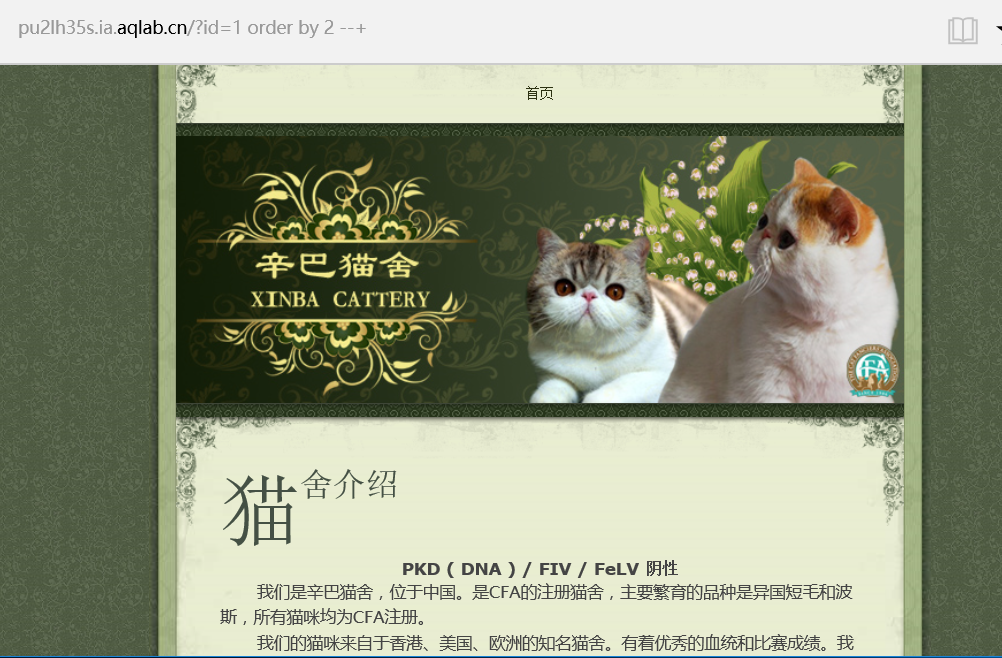 pu2lh35s.ia.aqlab.cn/?id=1 order by 2 --+
首页
辛巴猫舍
XINBA CATTERY
CFA
猫舍介绍
PKD ( DNA ) / FIV / FeLV 阴性
我们是辛巴猫舍，位于中国。是CFA的注册猫舍，主要繁育的品种是异国短毛和波
斯，所有猫咪均为CFA注册。
我们的猫咪来自于香港、美国、欧洲的知名猫舍。有着优秀的血统和比赛成绩。我